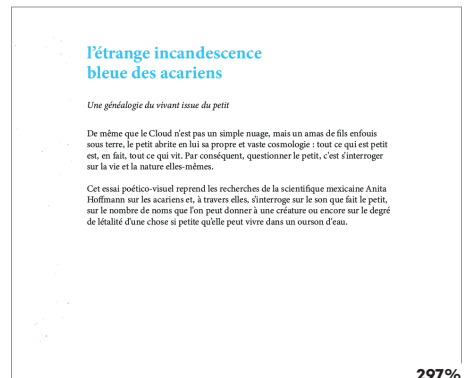 l’étrange incandescence
bleue des acariens
Une généalogie du vivant issue du petit
De même que le Cloud n’est pas un simple nuage, mais un amas de fils enfouis
sous terre, le petit abrite en lui sa propre et vaste cosmologie : tout ce qui est petit
est, en fait, tout ce qui vit. Par conséquent, questionner le petit, c’est s’interroger
sur la vie et la nature elles-mêmes.
Cet essai poético-visuel reprend les recherches de la scientifique mexicaine Anita
Hoffmann sur les acariens et, à travers elles, s’interroge sur le son que fait le petit,
sur le nombre de noms que l’on peut donner à une créature ou encore sur le degré
de létalité d’une chose si petite qu’elle peut vivre dans un ourson d’eau.
297%